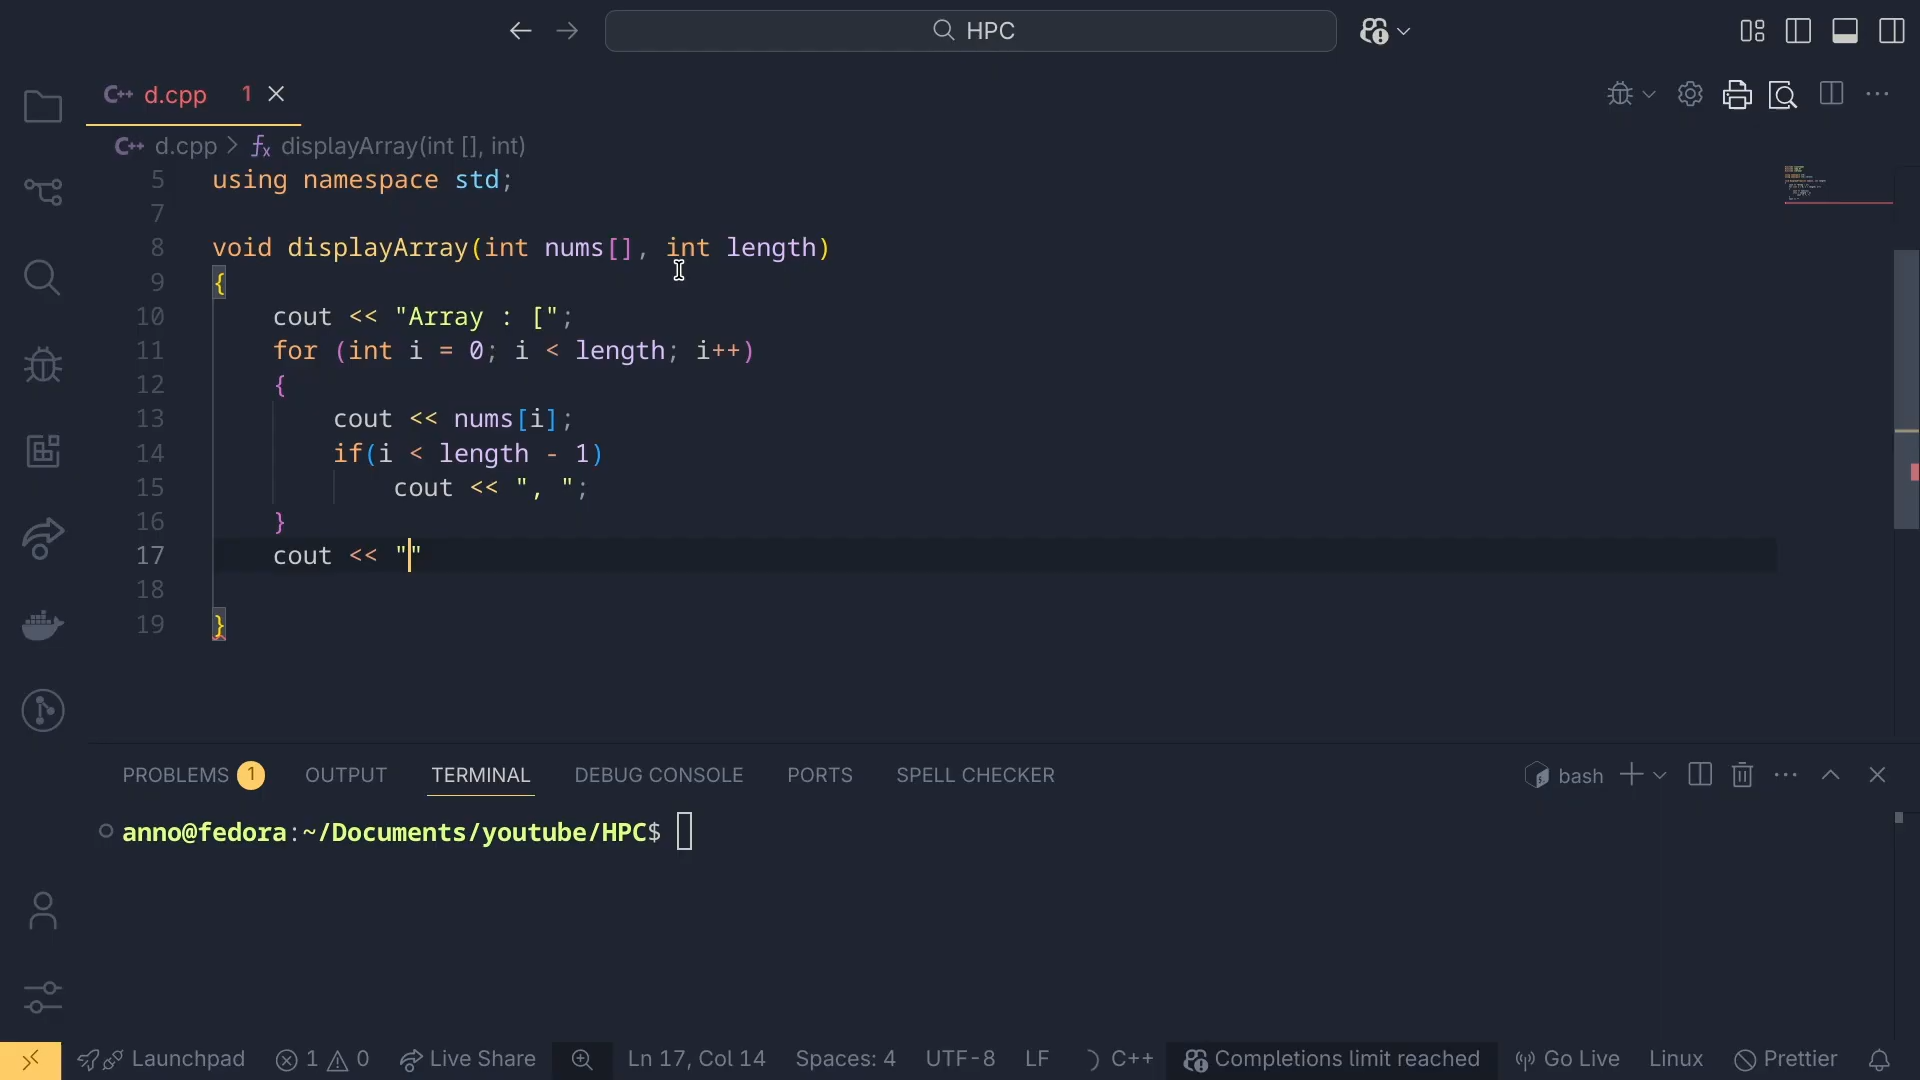 HPC
C++ d.cpp 1
C++ d.cpp > fx displayArray(int [], int)
5 using namespace std;
7
8 void displayArray(int nums[], int length)
9 {
10 cout << "Array : [";
11 for (int i = 0; i < length; i++)
12 {
13 cout << nums[i];
14 if(i < length - 1)
15 cout << ", ";
16 }
17 cout << ""
18
19 }
PROBLEMS 1 OUTPUT TERMINAL DEBUG CONSOLE PORTS SPELL CHECKER bash
anno@fedora:~/Documents/youtube/HPC$
Launchpad 1 0 Live Share Ln 17, Col 14 Spaces: 4 UTF-8 LF C++ Completions limit reached Go Live Linux Prettier